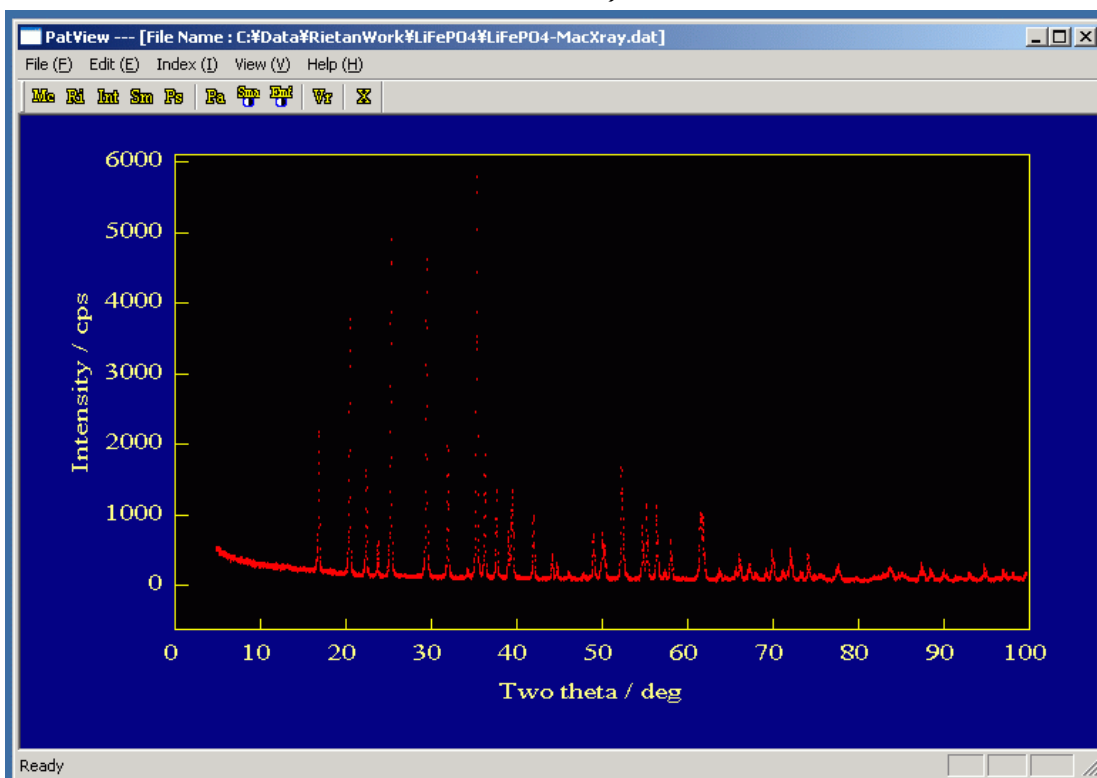 PatView --- [File Name : C:¥Data¥RietanWork¥LiFePO4¥LiFePO4-MacXray.dat]
File (F) Edit (E) Index (I) View (V) Help (H)
Mc Ri Int Sm Ps Pa Smo Bnf Vr X
6000
5000
4000
3000
2000
1000
0
Intensity / cps
0 10 20 30 40 50 60 70 80 90 100
Two theta / deg
Ready